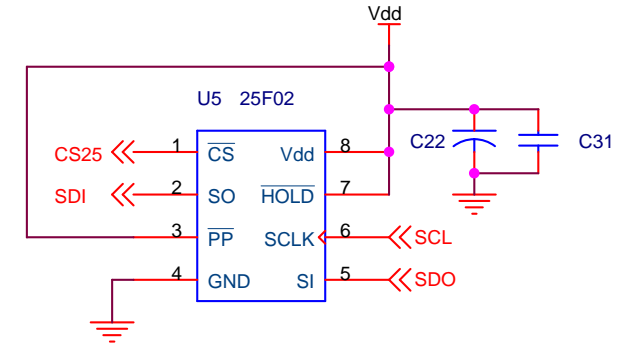 Vdd
U5 25F02
CS25 1 CS Vdd 8 C22 C31
SDI 2 SO HOLD 7
3 PP SCLK 6 SCL
4 GND SI 5 SDO